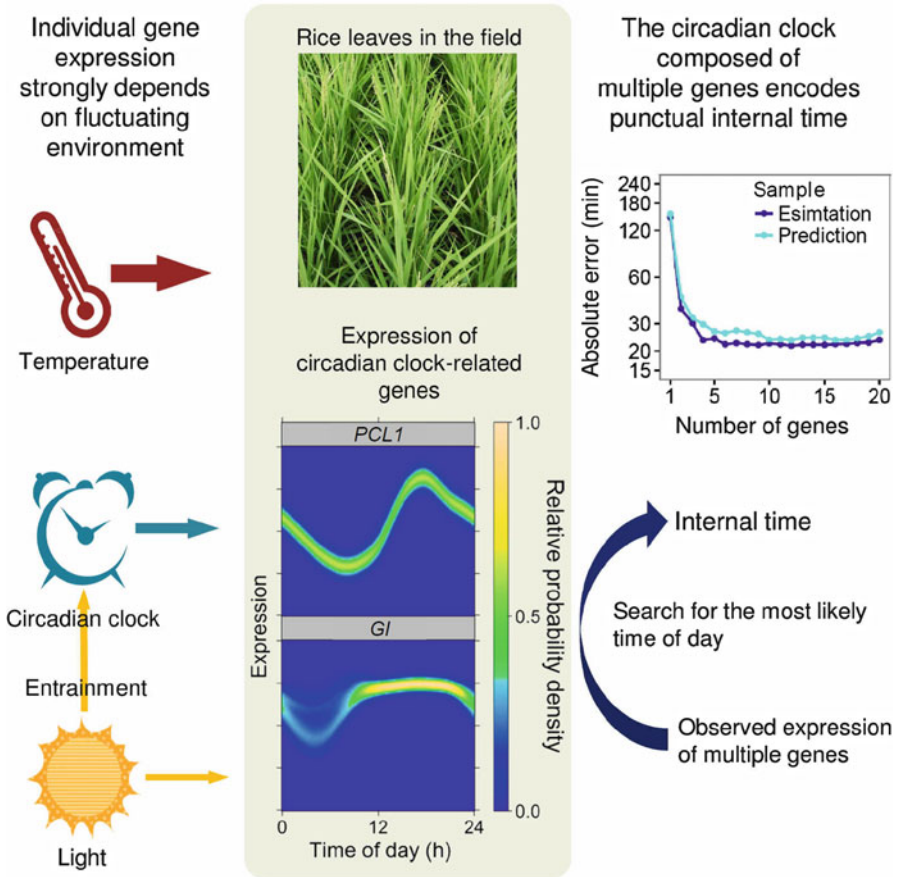 Individual gene
expression
strongly depends
on fluctuating
environment
Temperature
Circadian clock
Entrainment
Light
Rice leaves in the field
Expression of
circadian clock-related
genes
PCL1
GI
Expression
0
12
24
Time of day (h)
1.0
0.5
0.0
Relative probability density
The circadian clock
composed of
multiple genes encodes
punctual internal time
Absolute error (min)
240
180
120
60
30
20
15
Sample
Esimtation
Prediction
1
5
10
15
20
Number of genes
Internal time
Search for the most likely
time of day
Observed expression
of multiple genes